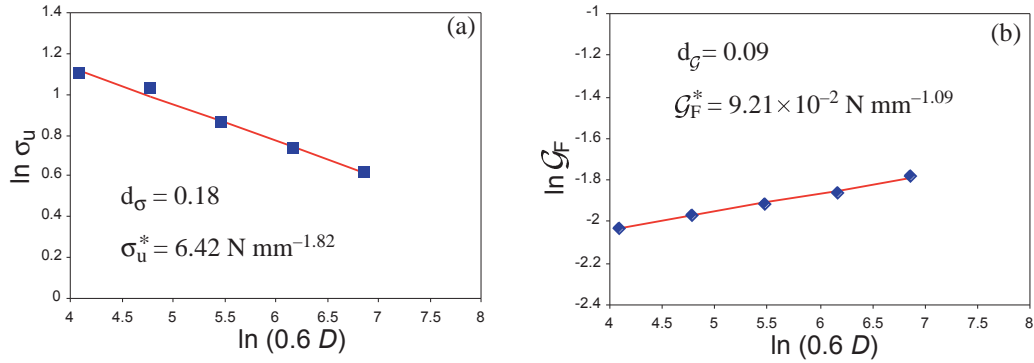 (a)
1.4
1.2
1
0.8
0.6
0.4
0.2
0
ln σu
dσ = 0.18
σu* = 6.42 N mm–1.82
4 4.5 5 5.5 6 6.5 7 7.5 8
ln (0.6 D)
(b)
-1
-1.2
-1.4
-1.6
-1.8
-2
-2.2
-2.4
ln 𝒢F
d𝒢 = 0.09
𝒢F* = 9.21 × 10–2 N mm–1.09
4 4.5 5 5.5 6 6.5 7 7.5 8
ln (0.6 D)